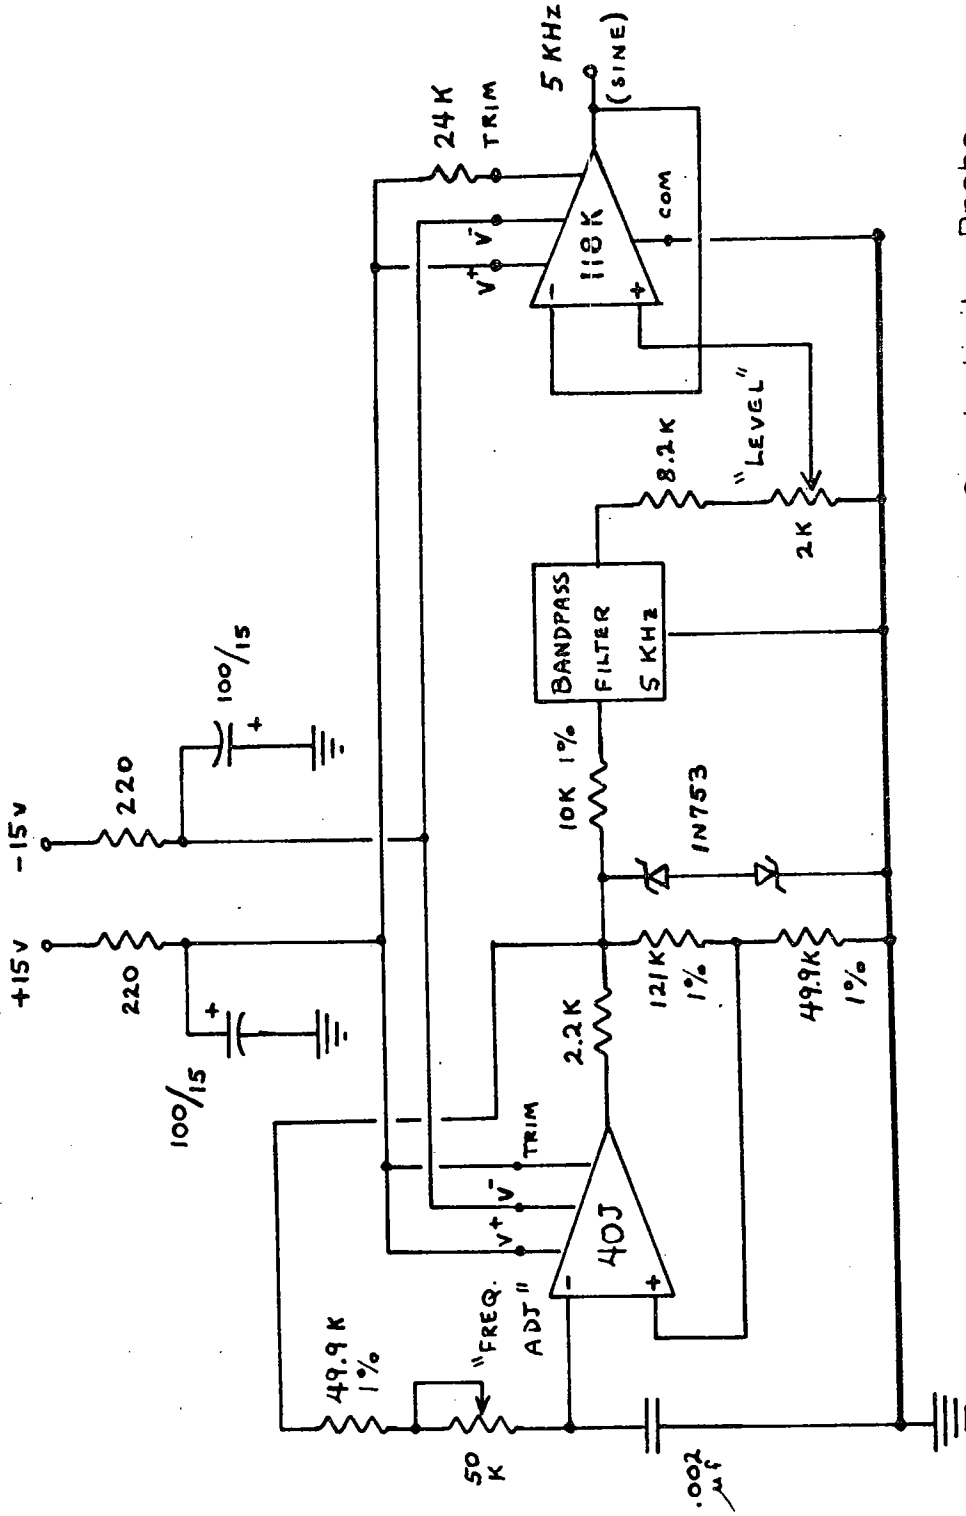 +15v
-15v
220
220
100/15
+
100/15
+
49.9K
1%
50
K
"FREQ.
ADJ"
.002
µf
V+
V-
TRIM
40J
-
+
2.2K
121K
1%
49.9K
1%
10K 1%
1N753
BANDPASS
FILTER
5 KHz
8.2K
"LEVEL"
2K
V+
V-
TRIM
24K
118K
-
+
COM
5 KHz
(SINE)